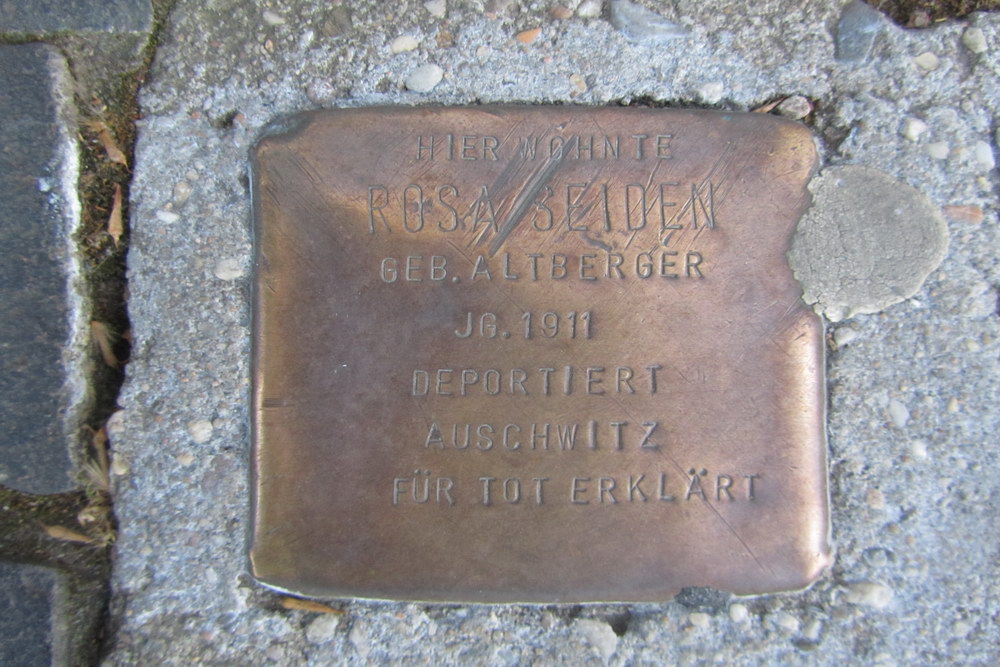 HIER WOHNTE
ROSA SEIDEN
GEB. ALTBERGER
JG. 1911
DEPORTIERT
AUSCHWITZ
FÜR TOT ERKLÄRT